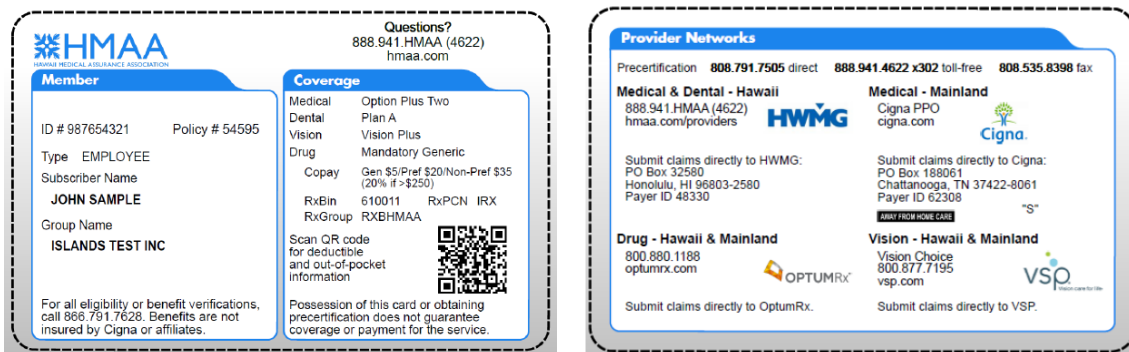 HMAA
HAWAII MEDICAL ASSURANCE ASSOCIATION
Questions?
888.941.HMAA (4622)
hmaa.com
Member
ID # 987654321 Policy # 54595
Type EMPLOYEE
Subscriber Name
JOHN SAMPLE
Group Name
ISLANDS TEST INC
For all eligibility or benefit verifications,
call 866.791.7628. Benefits are not
insured by Cigna or affiliates.
Coverage
Medical Option Plus Two
Dental Plan A
Vision Vision Plus
Drug Mandatory Generic
Copay Gen $5/Pref $20/Non-Pref $35
(20% if >$250)
RxBin 610011 RxPCN IRX
RxGroup RXBHMAA
Scan QR code
for deductible
and out-of-pocket
information
Possession of this card or obtaining
precertification does not guarantee
coverage or payment for the service.
Provider Networks
Precertification 808.791.7505 direct 888.941.4622 x302 toll-free 808.535.8398 fax
Medical & Dental - Hawaii
888.941.HMAA (4622)
hmaa.com/providers
HWMG
Submit claims directly to HWMG:
PO Box 32580
Honolulu, HI 96803-2580
Payer ID 48330
Medical - Mainland
Cigna PPO
cigna.com
Cigna.
Submit claims directly to Cigna:
PO Box 188061
Chattanooga, TN 37422-8061
Payer ID 62308
"S"
AWAY FROM HOME CARE
Drug - Hawaii & Mainland
800.880.1188
optumrx.com
OPTUMRx
Submit claims directly to OptumRx.
Vision - Hawaii & Mainland
Vision Choice
800.877.7195
vsp.com
vsp.
Vision care for life
Submit claims directly to VSP.